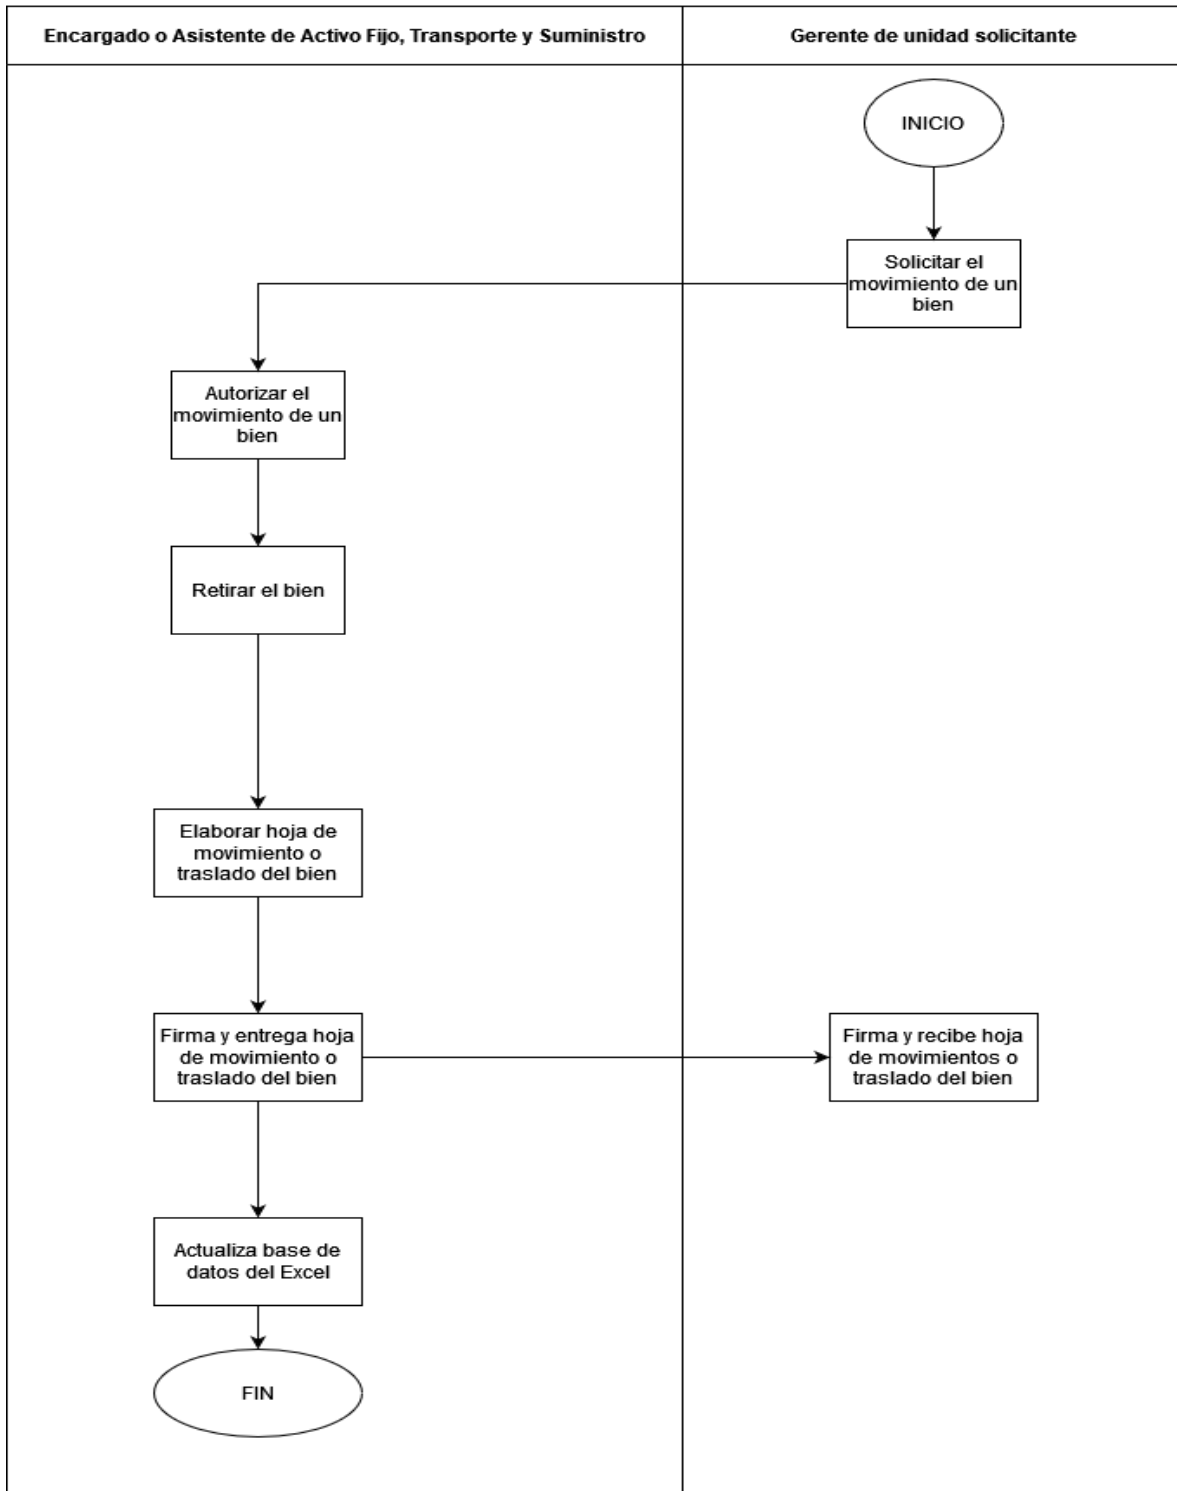 Encargado o Asistente de Activo Fijo, Transporte y Suministro
Gerente de unidad solicitante
INICIO
Solicitar el
movimiento de un
bien
Autorizar el
movimiento de un
bien
Retirar el bien
Elaborar hoja de
movimiento o
traslado del bien
Firma y entrega hoja
de movimiento o
traslado del bien
Firma y recibe hoja
de movimientos o
traslado del bien
Actualiza base de
datos del Excel
FIN